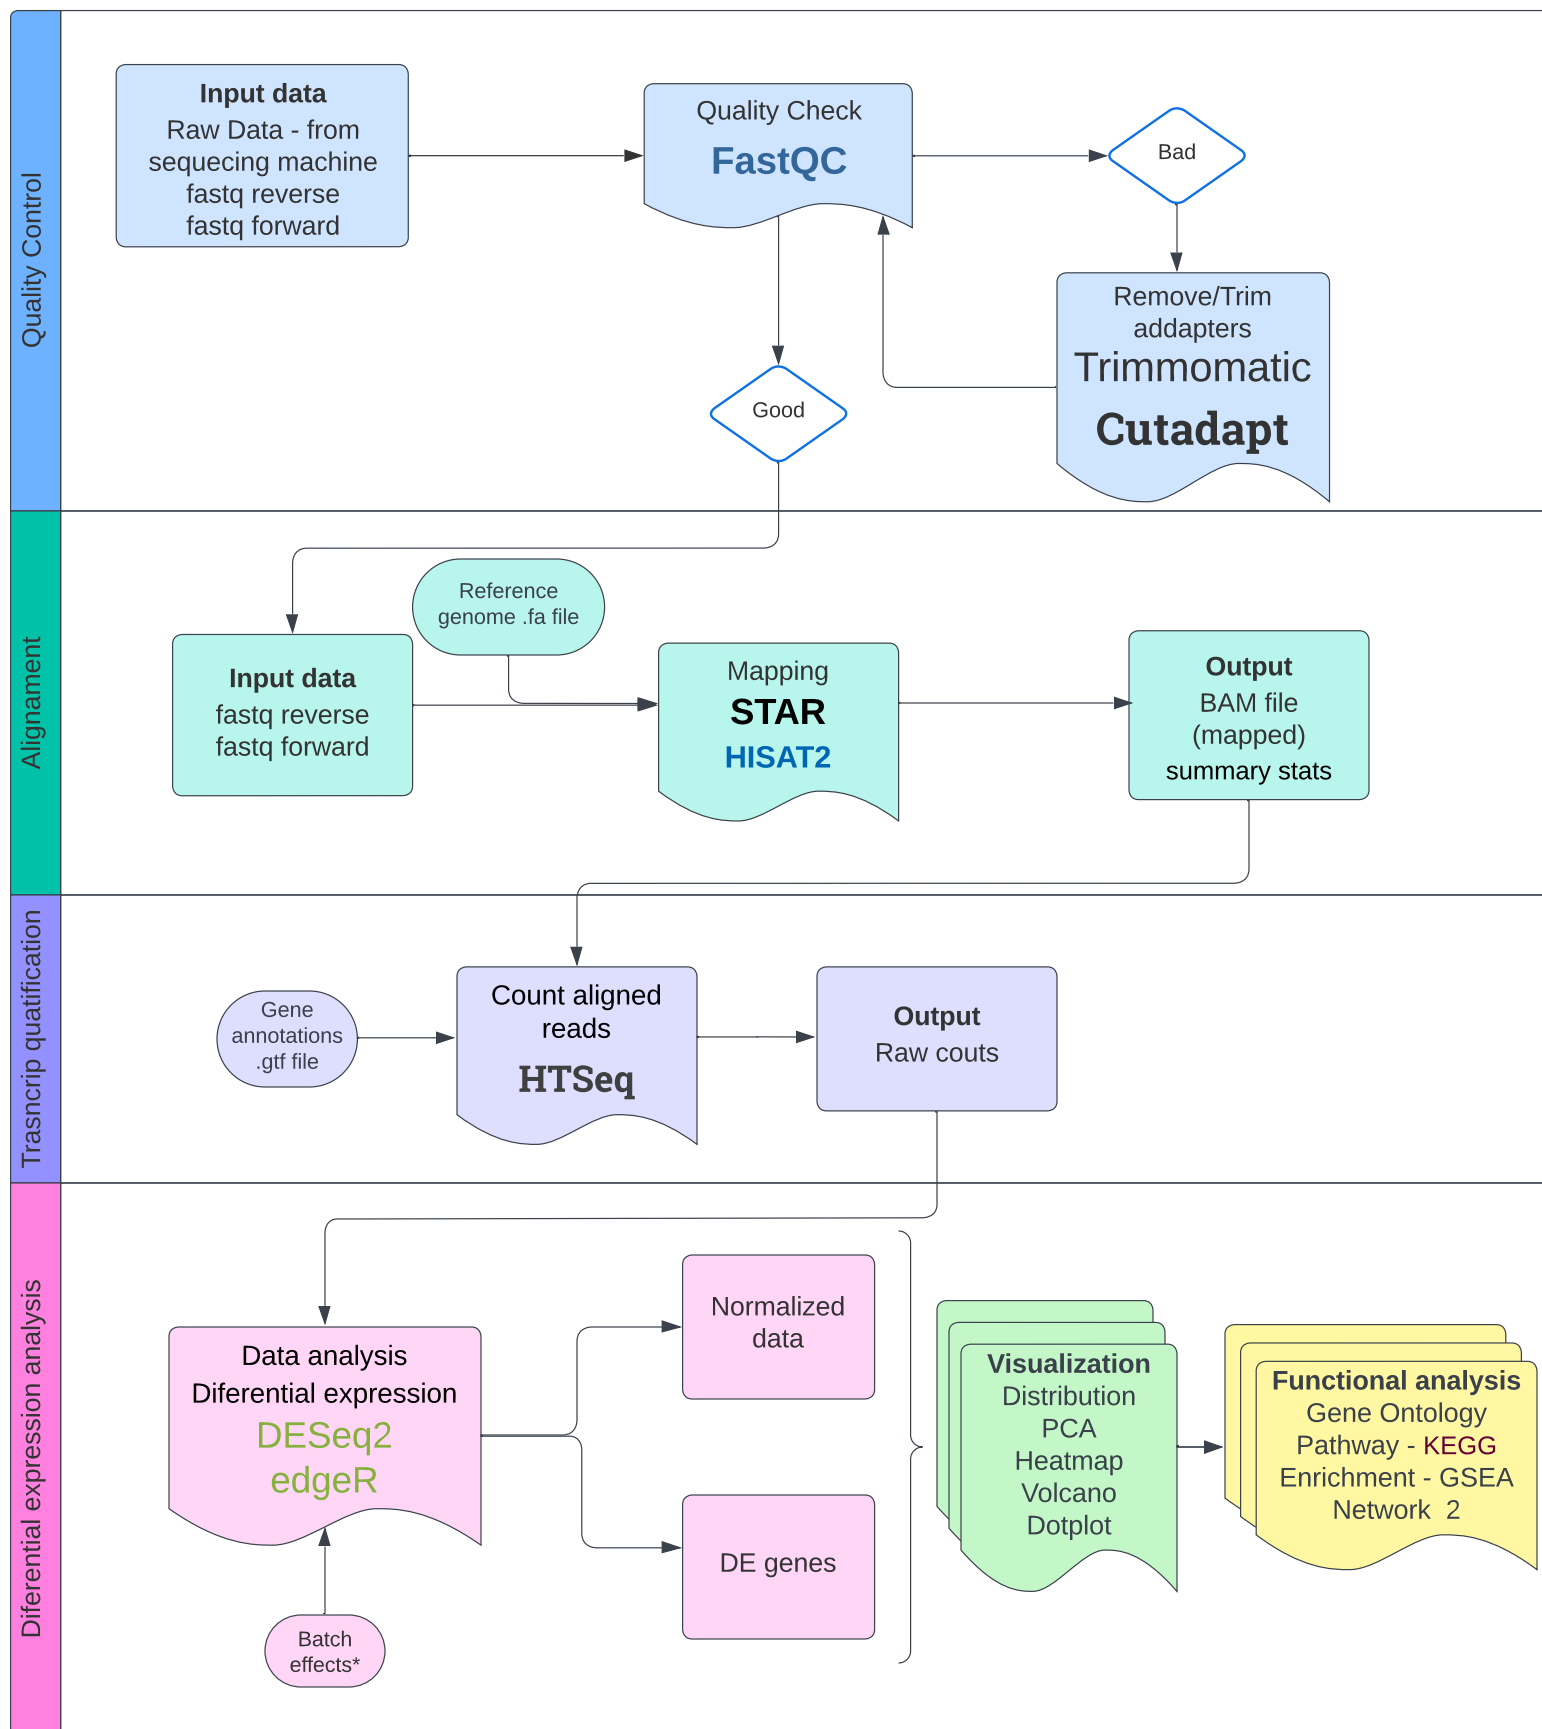 Quality Control
Input data
Raw Data - from
sequecing machine
fastq reverse
fastq forward
Quality Check
FastQC
Bad
Remove/Trim
addapters
Trimmomatic
Cutadapt
Good
Alignament
Reference
genome .fa file
Input data
fastq reverse
fastq forward
Mapping
STAR
HISAT2
Output
BAM file
(mapped)
summary stats
Trasncrip quatification
Gene
annotations
.gtf file
Count aligned
reads
HTSeq
Output
Raw couts
Diferential expression analysis
Data analysis
Diferential expression
DESeq2
edgeR
Batch
effects*
Normalized
data
DE genes
Visualization
Distribution
PCA
Heatmap
Volcano
Dotplot
Functional analysis
Gene Ontology
Pathway - KEGG
Enrichment - GSEA
Network  2